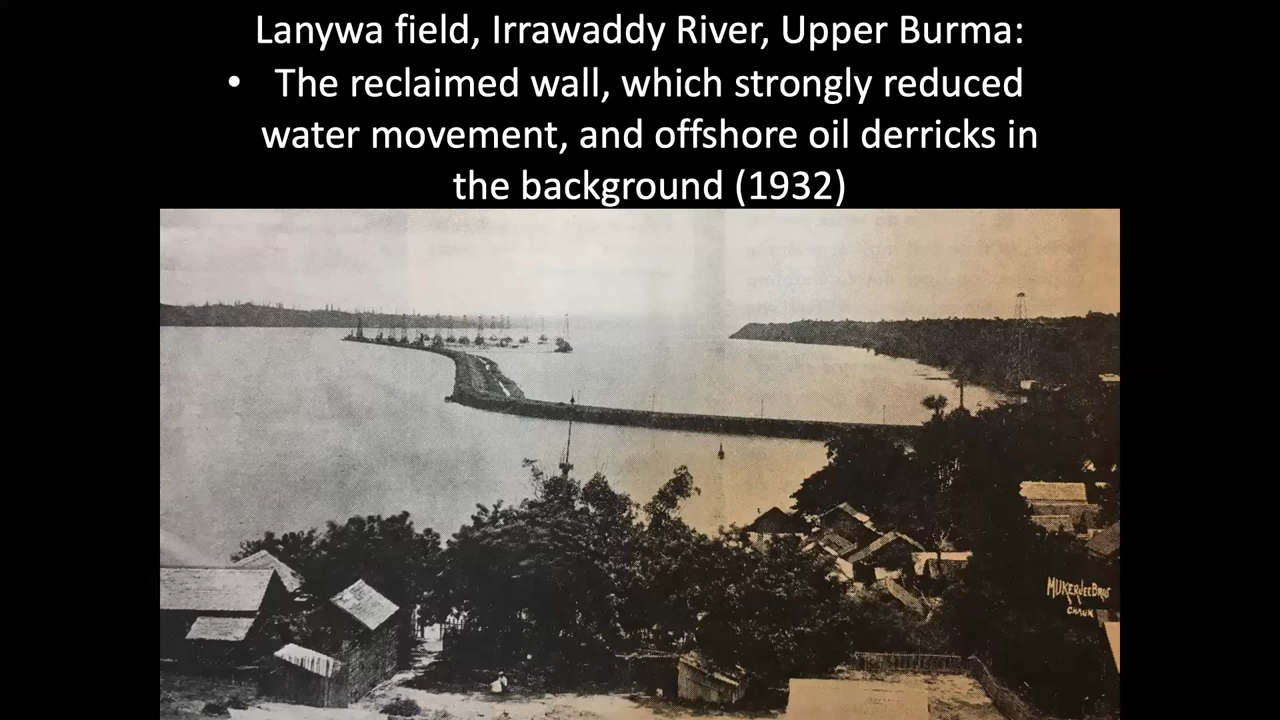 Lanywa field, Irrawaddy River, Upper Burma:
• The reclaimed wall, which strongly reduced
water movement, and offshore oil derricks in
the background (1932)
MUKERJEE BROS
CHAUK